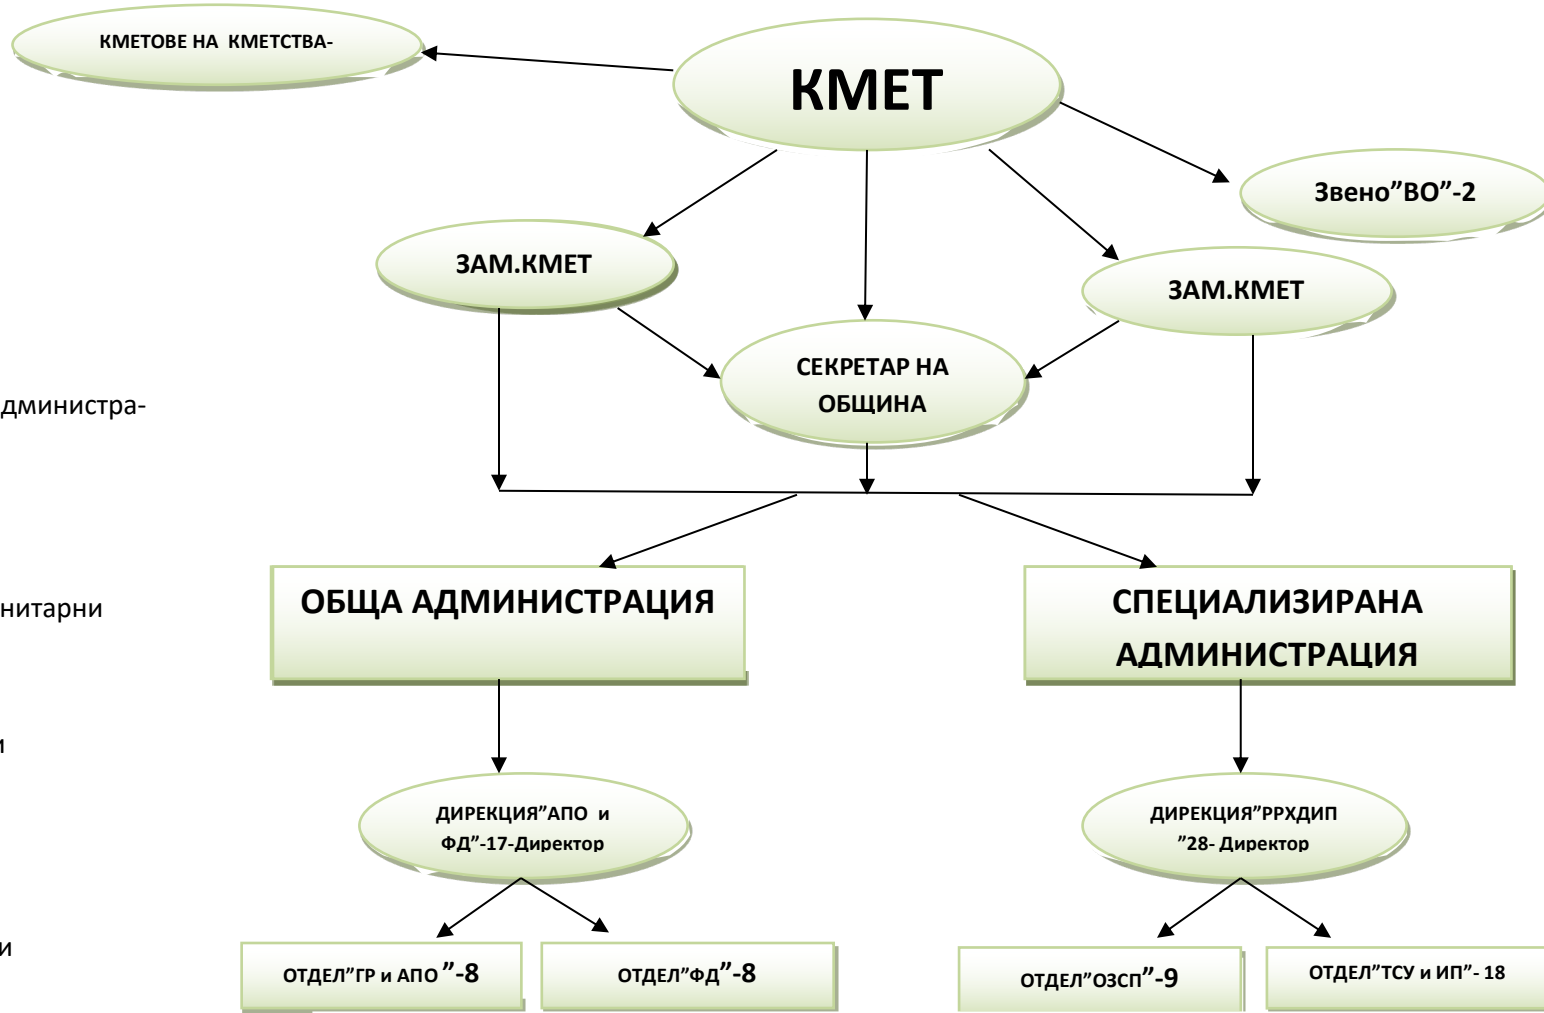 КМЕТОВЕ НА КМЕТСТВА-
КМЕТ
Звено”ВО”-2
ЗАМ.КМЕТ
ЗАМ.КМЕТ
СЕКРЕТАР НА
ОБЩИНА
дминистра-
ОБЩА АДМИНИСТРАЦИЯ
СПЕЦИАЛИЗИРАНА
АДМИНИСТРАЦИЯ
нитарни
и
ДИРЕКЦИЯ”АПО и
ФД”-17-Директор
ДИРЕКЦИЯ”РРХДИП
”28- Директор
и
ОТДЕЛ”ГР и АПО ”-8
ОТДЕЛ”ФД”-8
ОТДЕЛ”ОЗСП”-9
ОТДЕЛ”ТСУ и ИП”- 18